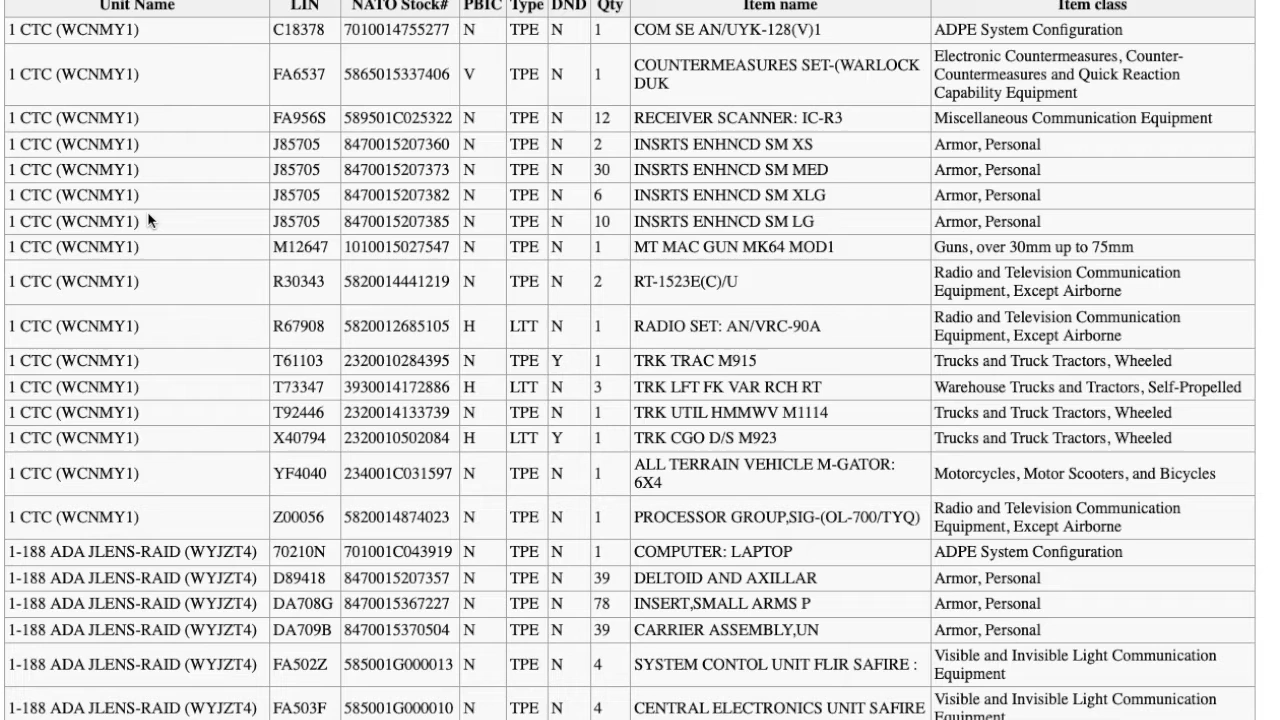 Unit Name LIN NATO Stock# PBIC Type DND Qty Item name Item class
1 CTC (WCNMY1) C18378 7010014755277 N TPE N 1 COM SE AN/UYK-128(V)1 ADPE System Configuration
1 CTC (WCNMY1) FA6537 5865015337406 V TPE N 1 COUNTERMEASURES SET-(WARLOCK DUK Electronic Countermeasures, Counter-Countermeasures and Quick Reaction Capability Equipment
1 CTC (WCNMY1) FA956S 589501C025322 N TPE N 12 RECEIVER SCANNER: IC-R3 Miscellaneous Communication Equipment
1 CTC (WCNMY1) J85705 8470015207360 N TPE N 2 INSRTS ENHNCD SM XS Armor, Personal
1 CTC (WCNMY1) J85705 8470015207373 N TPE N 30 INSRTS ENHNCD SM MED Armor, Personal
1 CTC (WCNMY1) J85705 8470015207382 N TPE N 6 INSRTS ENHNCD SM XLG Armor, Personal
1 CTC (WCNMY1) J85705 8470015207385 N TPE N 10 INSRTS ENHNCD SM LG Armor, Personal
1 CTC (WCNMY1) M12647 1010015027547 N TPE N 1 MT MAC GUN MK64 MOD1 Guns, over 30mm up to 75mm
1 CTC (WCNMY1) R30343 5820014441219 N TPE N 2 RT-1523E(C)/U Radio and Television Communication Equipment, Except Airborne
1 CTC (WCNMY1) R67908 5820012685105 H LTT N 1 RADIO SET: AN/VRC-90A Radio and Television Communication Equipment, Except Airborne
1 CTC (WCNMY1) T61103 2320010284395 N TPE Y 1 TRK TRAC M915 Trucks and Truck Tractors, Wheeled
1 CTC (WCNMY1) T73347 3930014172886 H LTT N 3 TRK LFT FK VAR RCH RT Warehouse Trucks and Tractors, Self-Propelled
1 CTC (WCNMY1) T92446 2320014133739 N TPE N 1 TRK UTIL HMMWV M1114 Trucks and Truck Tractors, Wheeled
1 CTC (WCNMY1) X40794 2320010502084 H LTT Y 1 TRK CGO D/S M923 Trucks and Truck Tractors, Wheeled
1 CTC (WCNMY1) YF4040 234001C031597 N TPE N 1 ALL TERRAIN VEHICLE M-GATOR: 6X4 Motorcycles, Motor Scooters, and Bicycles
1 CTC (WCNMY1) Z00056 5820014874023 N TPE N 1 PROCESSOR GROUP,SIG-(OL-700/TYQ) Radio and Television Communication Equipment, Except Airborne
1-188 ADA JLENS-RAID (WYJZT4) 70210N 701001C043919 N TPE N 1 COMPUTER: LAPTOP ADPE System Configuration
1-188 ADA JLENS-RAID (WYJZT4) D89418 8470015207357 N TPE N 39 DELTOID AND AXILLAR Armor, Personal
1-188 ADA JLENS-RAID (WYJZT4) DA708G 8470015367227 N TPE N 78 INSERT,SMALL ARMS P Armor, Personal
1-188 ADA JLENS-RAID (WYJZT4) DA709B 8470015370504 N TPE N 39 CARRIER ASSEMBLY,UN Armor, Personal
1-188 ADA JLENS-RAID (WYJZT4) FA502Z 585001G000013 N TPE N 4 SYSTEM CONTOL UNIT FLIR SAFIRE : Visible and Invisible Light Communication Equipment
1-188 ADA JLENS-RAID (WYJZT4) FA503F 585001G000010 N TPE N 4 CENTRAL ELECTRONICS UNIT SAFIRE Visible and Invisible Light Communication Equipment